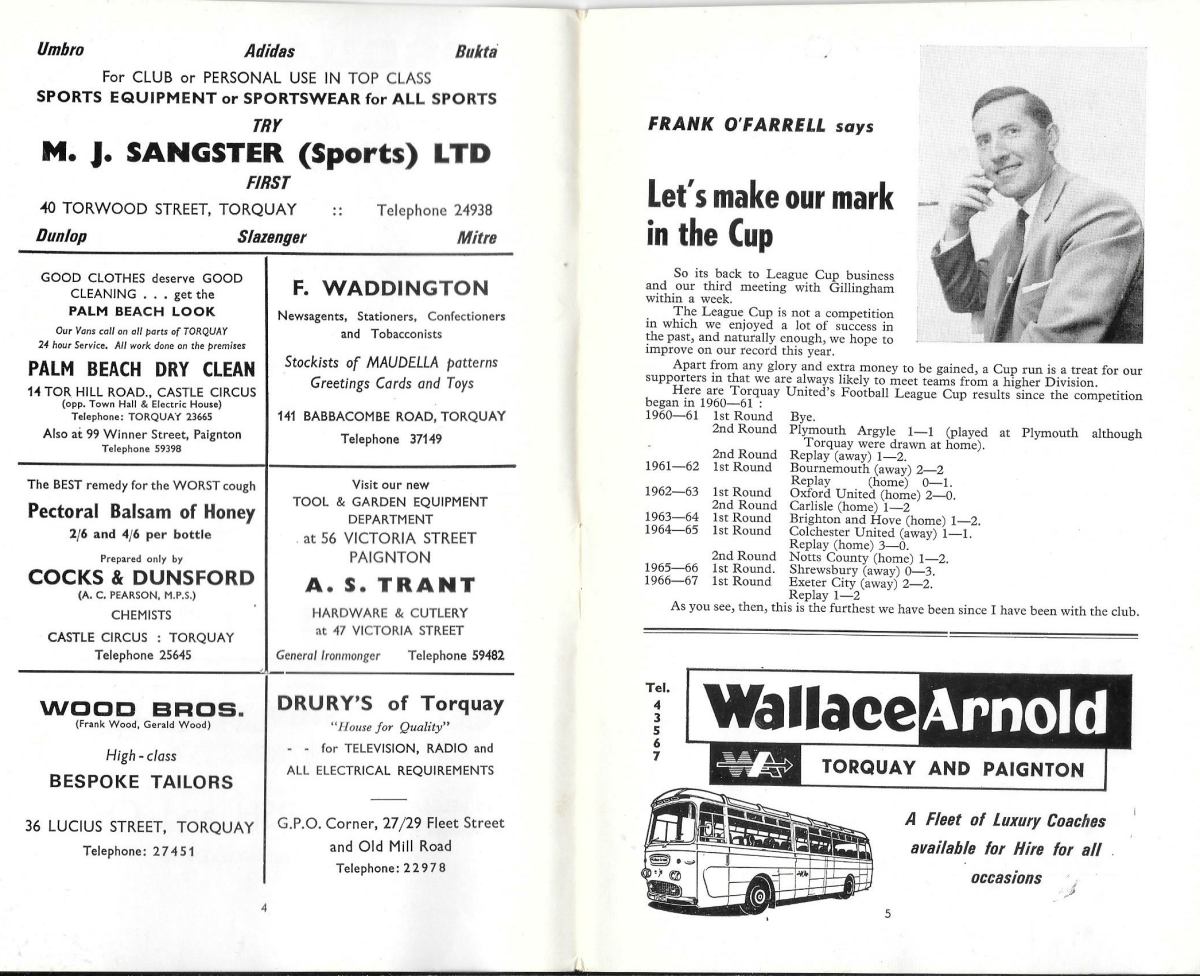 Umbro Adidas Bukta
For CLUB or PERSONAL USE IN TOP CLASS
SPORTS EQUIPMENT or SPORTSWEAR for ALL SPORTS
TRY
M. J. SANGSTER (Sports) LTD
FIRST
40 TORWOOD STREET, TORQUAY :: Telephone 24938
Dunlop Slazenger Mitre
GOOD CLOTHES deserve GOOD
CLEANING . . . get the
PALM BEACH LOOK
Our Vans call on all parts of TORQUAY
24 hour Service. All work done on the premises
PALM BEACH DRY CLEAN
14 TOR HILL ROAD., CASTLE CIRCUS
(opp. Town Hall & Electric House)
Telephone: TORQUAY 23665
Also at 99 Winner Street, Paignton
Telephone 59398
F. WADDINGTON
Newsagents, Stationers, Confectioners
and Tobacconists
Stockists of MAUDELLA patterns
Greetings Cards and Toys
141 BABBACOMBE ROAD, TORQUAY
Telephone 37149
The BEST remedy for the WORST cough
Pectoral Balsam of Honey
2/6 and 4/6 per bottle
Prepared only by
COCKS & DUNSFORD
(A. C. PEARSON, M.P.S.)
CHEMISTS
CASTLE CIRCUS : TORQUAY
Telephone 25645
Visit our new
TOOL & GARDEN EQUIPMENT
DEPARTMENT
at 56 VICTORIA STREET
PAIGNTON
A. S. TRANT
HARDWARE & CUTLERY
at 47 VICTORIA STREET
General Ironmonger Telephone 59482
WOOD BROS.
(Frank Wood, Gerald Wood)
High-class
BESPOKE TAILORS
36 LUCIUS STREET, TORQUAY
Telephone: 27451
DRURY'S of Torquay
"House for Quality"
- - for TELEVISION, RADIO and
ALL ELECTRICAL REQUIREMENTS
G.P.O. Corner, 27/29 Fleet Street
and Old Mill Road
Telephone: 22978
4
FRANK O'FARRELL says
Let's make our mark
in the Cup
So its back to League Cup business
and our third meeting with Gillingham
within a week.
The League Cup is not a competition
in which we enjoyed a lot of success in
the past, and naturally enough, we hope to
improve on our record this year.
Apart from any glory and extra money to be gained, a Cup run is a treat for our
supporters in that we are always likely to meet teams from a higher Division.
Here are Torquay United's Football League Cup results since the competition
began in 1960—61 :
1960—61 1st Round Bye.
2nd Round Plymouth Argyle 1—1 (played at Plymouth although
Torquay were drawn at home).
2nd Round Replay (away) 1—2.
1961—62 1st Round Bournemouth (away) 2—2
Replay (home) 0—1.
1962—63 1st Round Oxford United (home) 2—0.
2nd Round Carlisle (home) 1—2
1963—64 1st Round Brighton and Hove (home) 1—2.
1964—65 1st Round Colchester United (away) 1—1.
Replay (home) 3—0.
2nd Round Notts County (home) 1—2.
1965—66 1st Round. Shrewsbury (away) 0—3.
1966—67 1st Round Exeter City (away) 2—2.
Replay 1—2
As you see, then, this is the furthest we have been since I have been with the club.
Tel.
4
3
5
6
7
Wallace Arnold
WA
TORQUAY AND PAIGNTON
A Fleet of Luxury Coaches
available for Hire for all
occasions
5